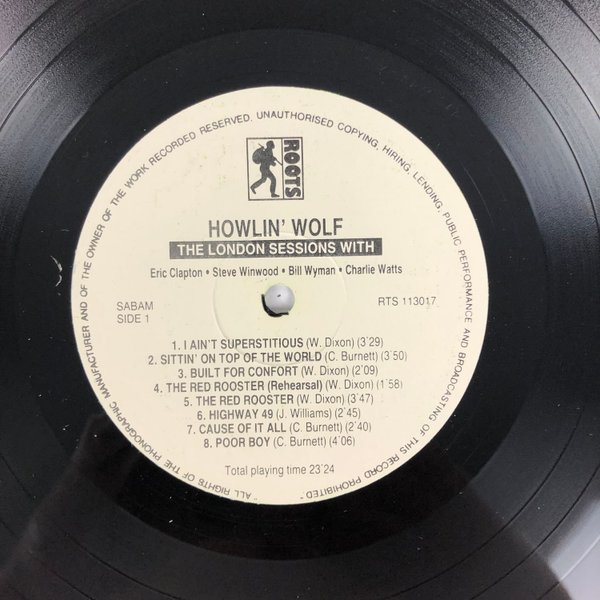 "ALL RIGHTS OF THE PHONOGRAPHIC MANUFACTURER AND OF THE OWNER OF THE WORK RECORDED RESERVED. UNAUTHORISED COPYING, HIRING, LENDING, PUBLIC PERFORMANCE AND BROADCASTING OF THIS RECORD PROHIBITED"
ROOTS
HOWLIN' WOLF
THE LONDON SESSIONS WITH
Eric Clapton • Steve Winwood • Bill Wyman • Charlie Watts
SABAM
RTS 113017
SIDE 1
1. I AIN'T SUPERSTITIOUS (W. Dixon) (3'29)
2. SITTIN' ON TOP OF THE WORLD (C. Burnett) (3'50)
3. BUILT FOR CONFORT (W. Dixon) (2'09)
4. THE RED ROOSTER (Rehearsal) (W. Dixon) (1'58)
5. THE RED ROOSTER (W. Dixon) (3'47)
6. HIGHWAY 49 (J. Williams) (2'45)
7. CAUSE OF IT ALL (C. Burnett) (2'40)
8. POOR BOY (C. Burnett) (4'06)
Total playing time 23'24